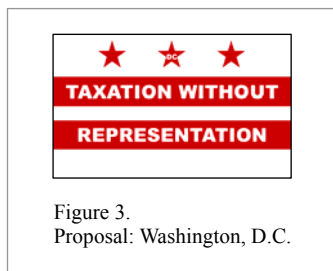 DC
TAXATION WITHOUT
REPRESENTATION
Figure 3.
Proposal: Washington, D.C.